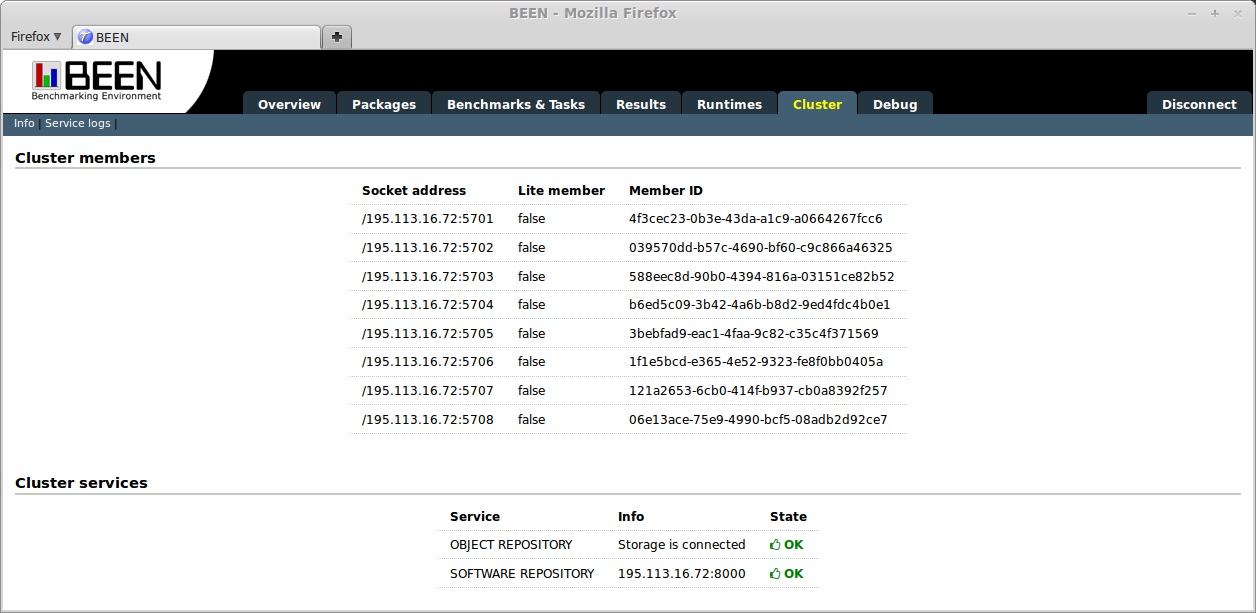 BEEN - Mozilla Firefox
Firefox BEEN
BEEN
Benchmarking Environment
Overview Packages Benchmarks & Tasks Results Runtimes Cluster Debug Disconnect
Info | Service logs |
Cluster members
Socket address Lite member Member ID
/195.113.16.72:5701 false 4f3cec23-0b3e-43da-a1c9-a0664267fcc6
/195.113.16.72:5702 false 039570dd-b57c-4690-bf60-c9c866a46325
/195.113.16.72:5703 false 588eec8d-90b0-4394-816a-03151ce82b52
/195.113.16.72:5704 false b6ed5c09-3b42-4a6b-b8d2-9ed4fdc4b0e1
/195.113.16.72:5705 false 3bebfad9-eac1-4faa-9c82-c35c4f371569
/195.113.16.72:5706 false 1f1e5bcd-e365-4e52-9323-fe8f0bb0405a
/195.113.16.72:5707 false 121a2653-6cb0-414f-b937-cb0a8392f257
/195.113.16.72:5708 false 06e13ace-75e9-4990-bcf5-08adb2d92ce7
Cluster services
Service Info State
OBJECT REPOSITORY Storage is connected OK
SOFTWARE REPOSITORY 195.113.16.72:8000 OK